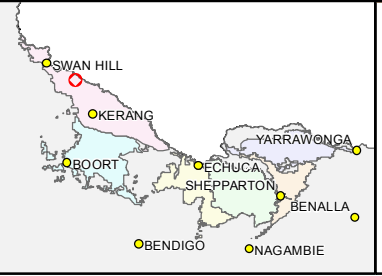 SWAN HILL
KERANG
YARRAWONGA
BOORT
ECHUCA
SHEPPARTON
BENALLA
BENDIGO
NAGAMBIE